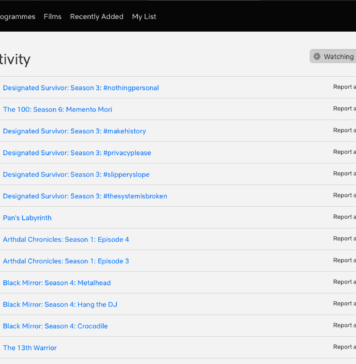 ogrammes Films Recently Added My List
tivity
Watching
Designated Survivor: Season 3: #nothingpersonal Report a
The 100: Season 6: Memento Mori Report a
Designated Survivor: Season 3: #makehistory Report a
Designated Survivor: Season 3: #privacyplease Report a
Designated Survivor: Season 3: #slipperyslope Report a
Designated Survivor: Season 3: #thesystemisbroken Report a
Pan's Labyrinth Report a
Arthdal Chronicles: Season 1: Episode 4 Report a
Arthdal Chronicles: Season 1: Episode 3 Report a
Black Mirror: Season 4: Metalhead Report a
Black Mirror: Season 4: Hang the DJ Report a
Black Mirror: Season 4: Crocodile Report a
The 13th Warrior Report a